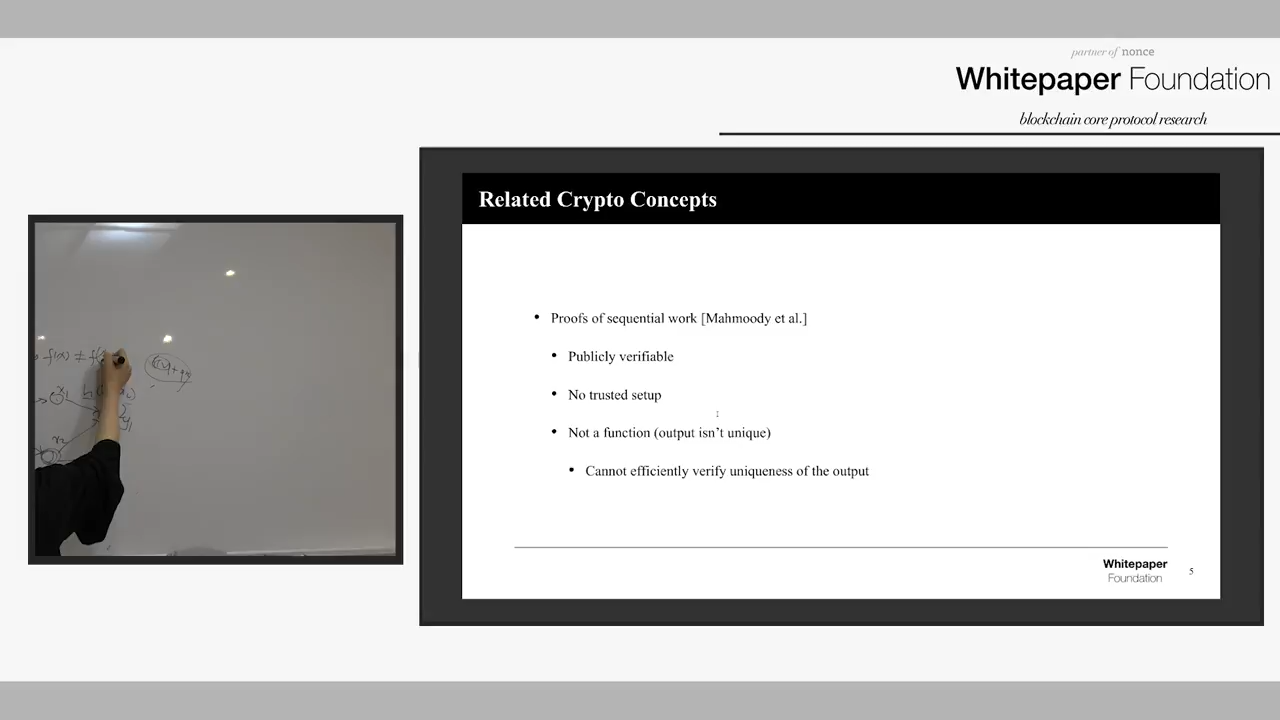 partner of nonce
Whitepaper Foundation
blockchain core protocol research
Related Crypto Concepts
• Proofs of sequential work [Mahmoody et al.]
• Publicly verifiable
• No trusted setup
• Not a function (output isn’t unique)
• Cannot efficiently verify uniqueness of the output
Whitepaper
Foundation
5